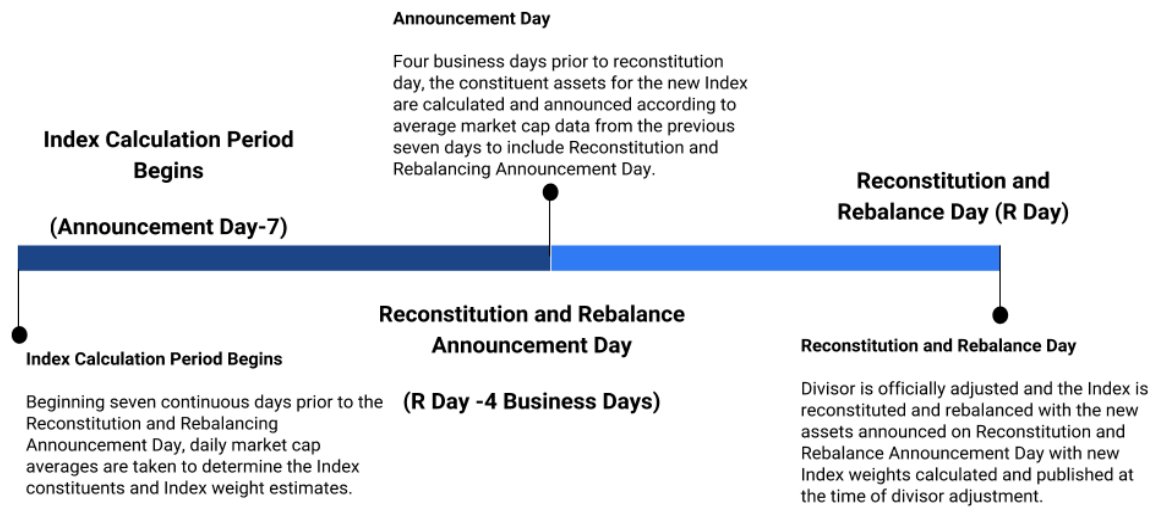 Announcement Day
Four business days prior to reconstitution
day, the constituent assets for the new Index
are calculated and announced according to
average market cap data from the previous
seven days to include Reconstitution and
Rebalancing Announcement Day.
Index Calculation Period
Begins
(Announcement Day-7)
Reconstitution and
Rebalance Day (R Day)
Reconstitution and Rebalance
Announcement Day
(R Day -4 Business Days)
Index Calculation Period Begins
Beginning seven continuous days prior to the
Reconstitution and Rebalancing
Announcement Day, daily market cap
averages are taken to determine the Index
constituents and Index weight estimates.
Reconstitution and Rebalance Day
Divisor is officially adjusted and the Index is
reconstituted and rebalanced with the new
assets announced on Reconstitution and
Rebalance Announcement Day with new
Index weights calculated and published at
the time of divisor adjustment.